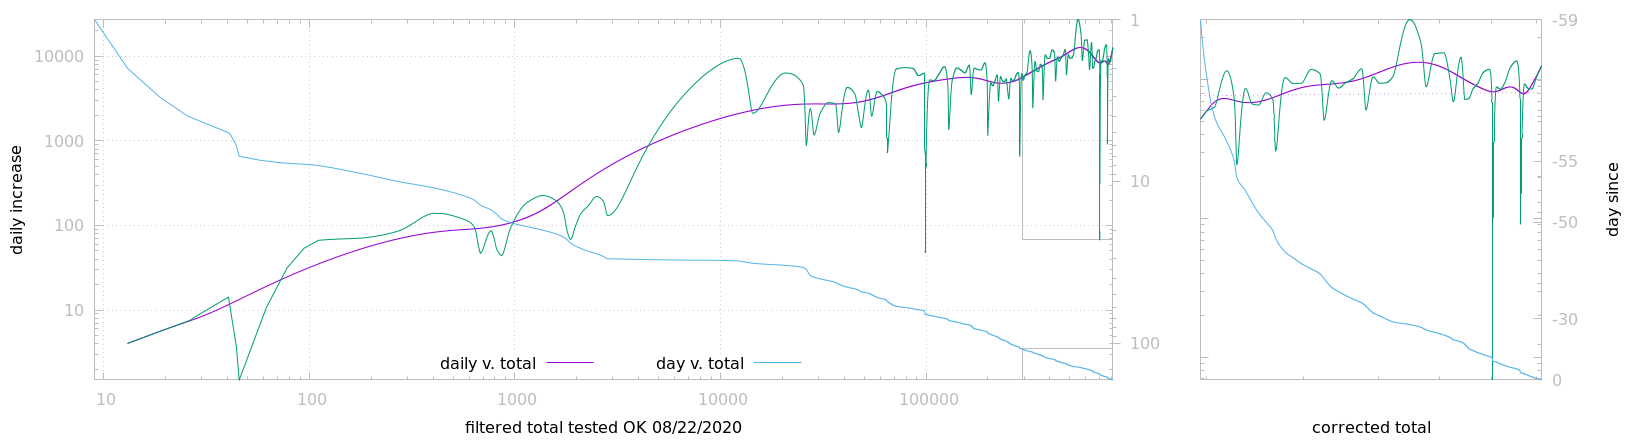 daily increase
10000
1000
100
10
10
100
1000
10000
100000
1
10
100
daily v. total
day v. total
filtered total tested OK 08/22/2020
-59
-55
-50
-30
0
day since
corrected total